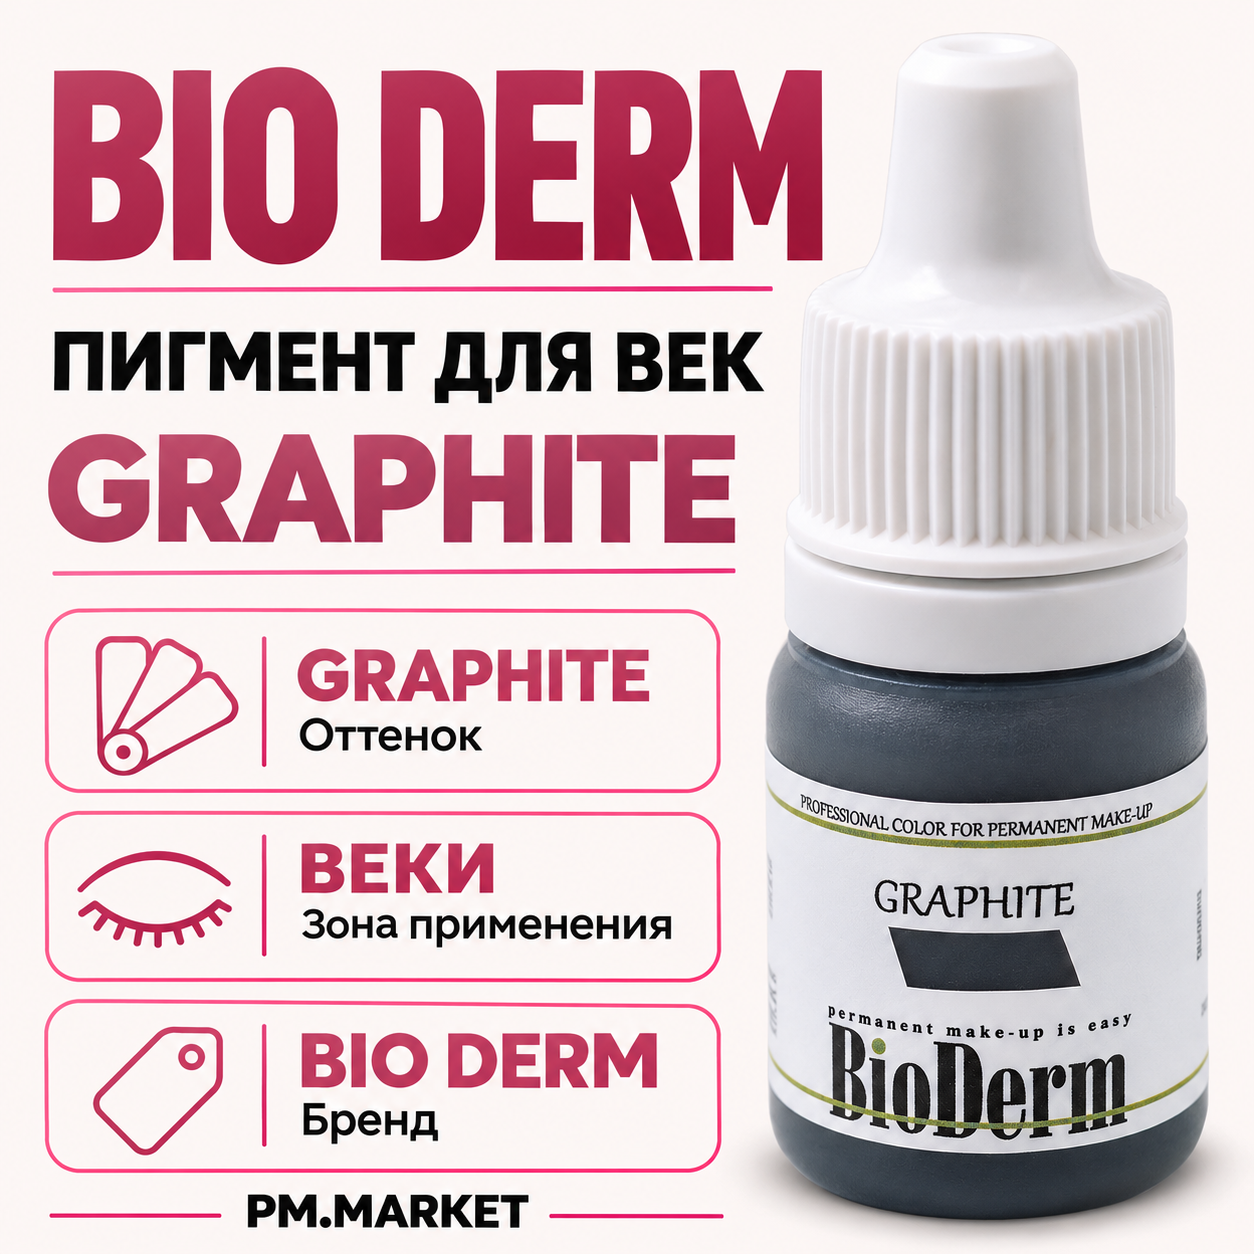 BIO DERM
ПИГМЕНТ ДЛЯ ВЕК
GRAPHITE
GRAPHITE
Оттенок
ВЕКИ
Зона применения
BIO DERM
Бренд
PM.MARKET
PROFESSIONAL COLOR FOR PERMANENT MAKE-UP
GRAPHITE
permanent make-up is easy
BioDerm